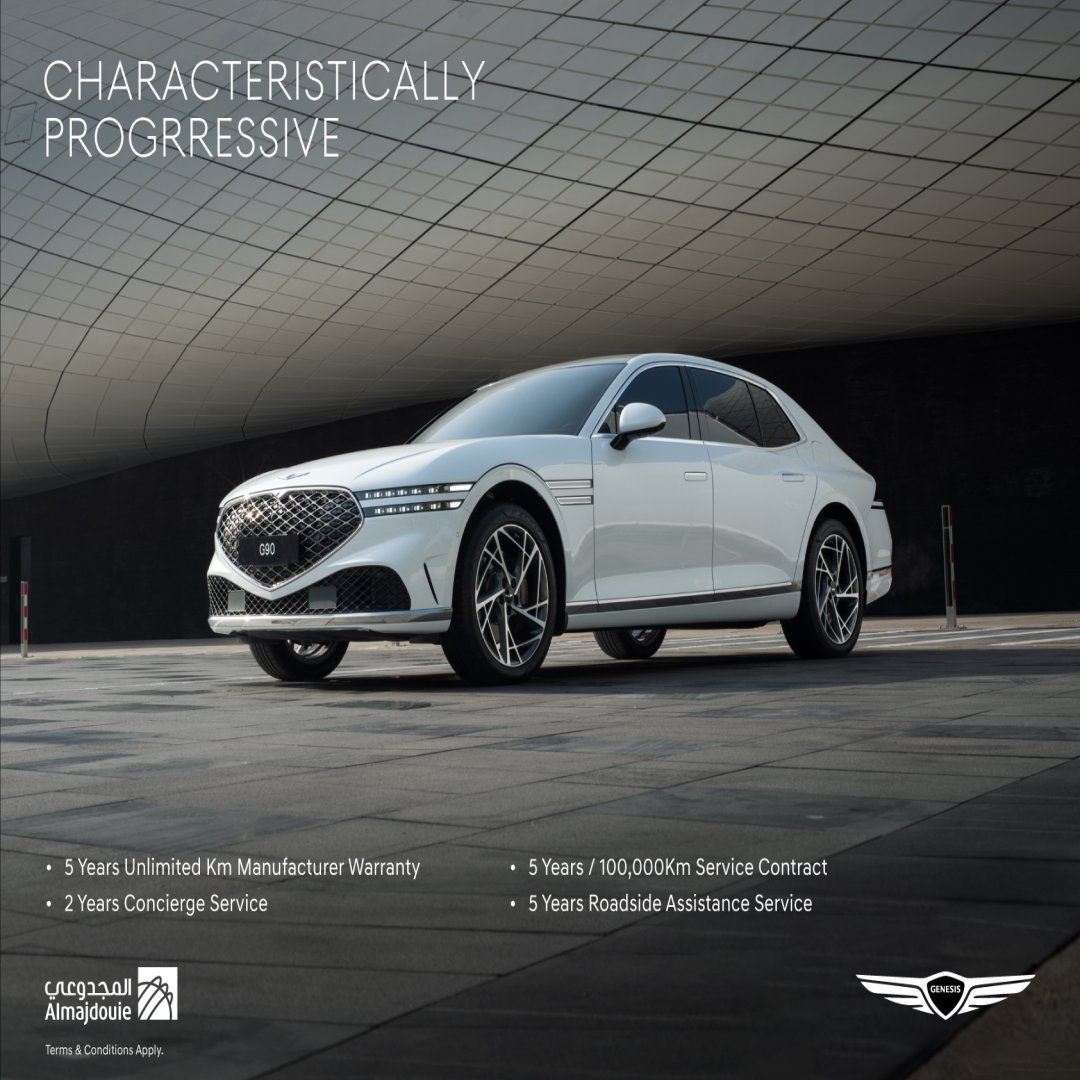 CHARACTERISTICALLY
PROGRRESSIVE
G90
• 5 Years Unlimited Km Manufacturer Warranty
• 2 Years Concierge Service
• 5 Years / 100,000Km Service Contract
• 5 Years Roadside Assistance Service
المجدوعي
Almajdouie
GENESIS
Terms & Conditions Apply.